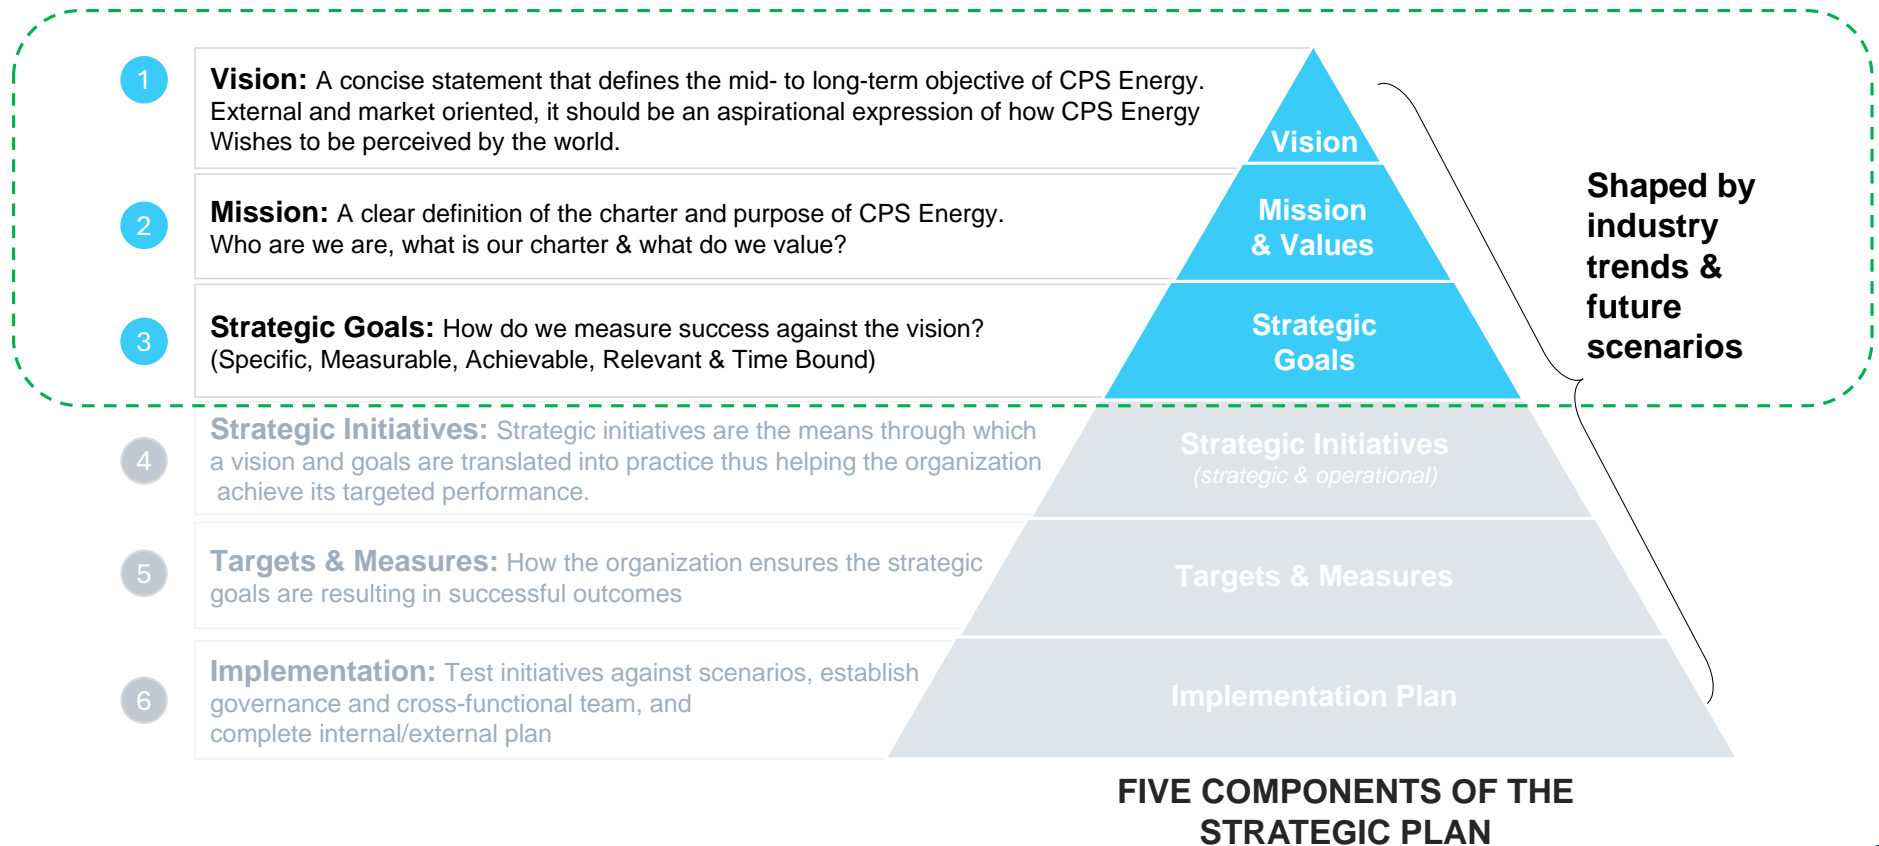 1
Vision: A concise statement that defines the mid- to long-term objective of CPS Energy.
External and market oriented, it should be an aspirational expression of how CPS Energy
Wishes to be perceived by the world.
2
Mission: A clear definition of the charter and purpose of CPS Energy.
Who are we are, what is our charter & what do we value?
3
Strategic Goals: How do we measure success against the vision?
(Specific, Measurable, Achievable, Relevant & Time Bound)
4
Strategic Initiatives: Strategic initiatives are the means through which
a vision and goals are translated into practice thus helping the organization
achieve its targeted performance.
5
Targets & Measures: How the organization ensures the strategic
goals are resulting in successful outcomes
6
Implementation: Test initiatives against scenarios, establish
governance and cross-functional team, and
complete internal/external plan
Vision
Mission
& Values
Strategic
Goals
Strategic Initiatives
(strategic & operational)
Targets & Measures
Implementation Plan
Shaped by
industry
trends &
future
scenarios
FIVE COMPONENTS OF THE
STRATEGIC PLAN